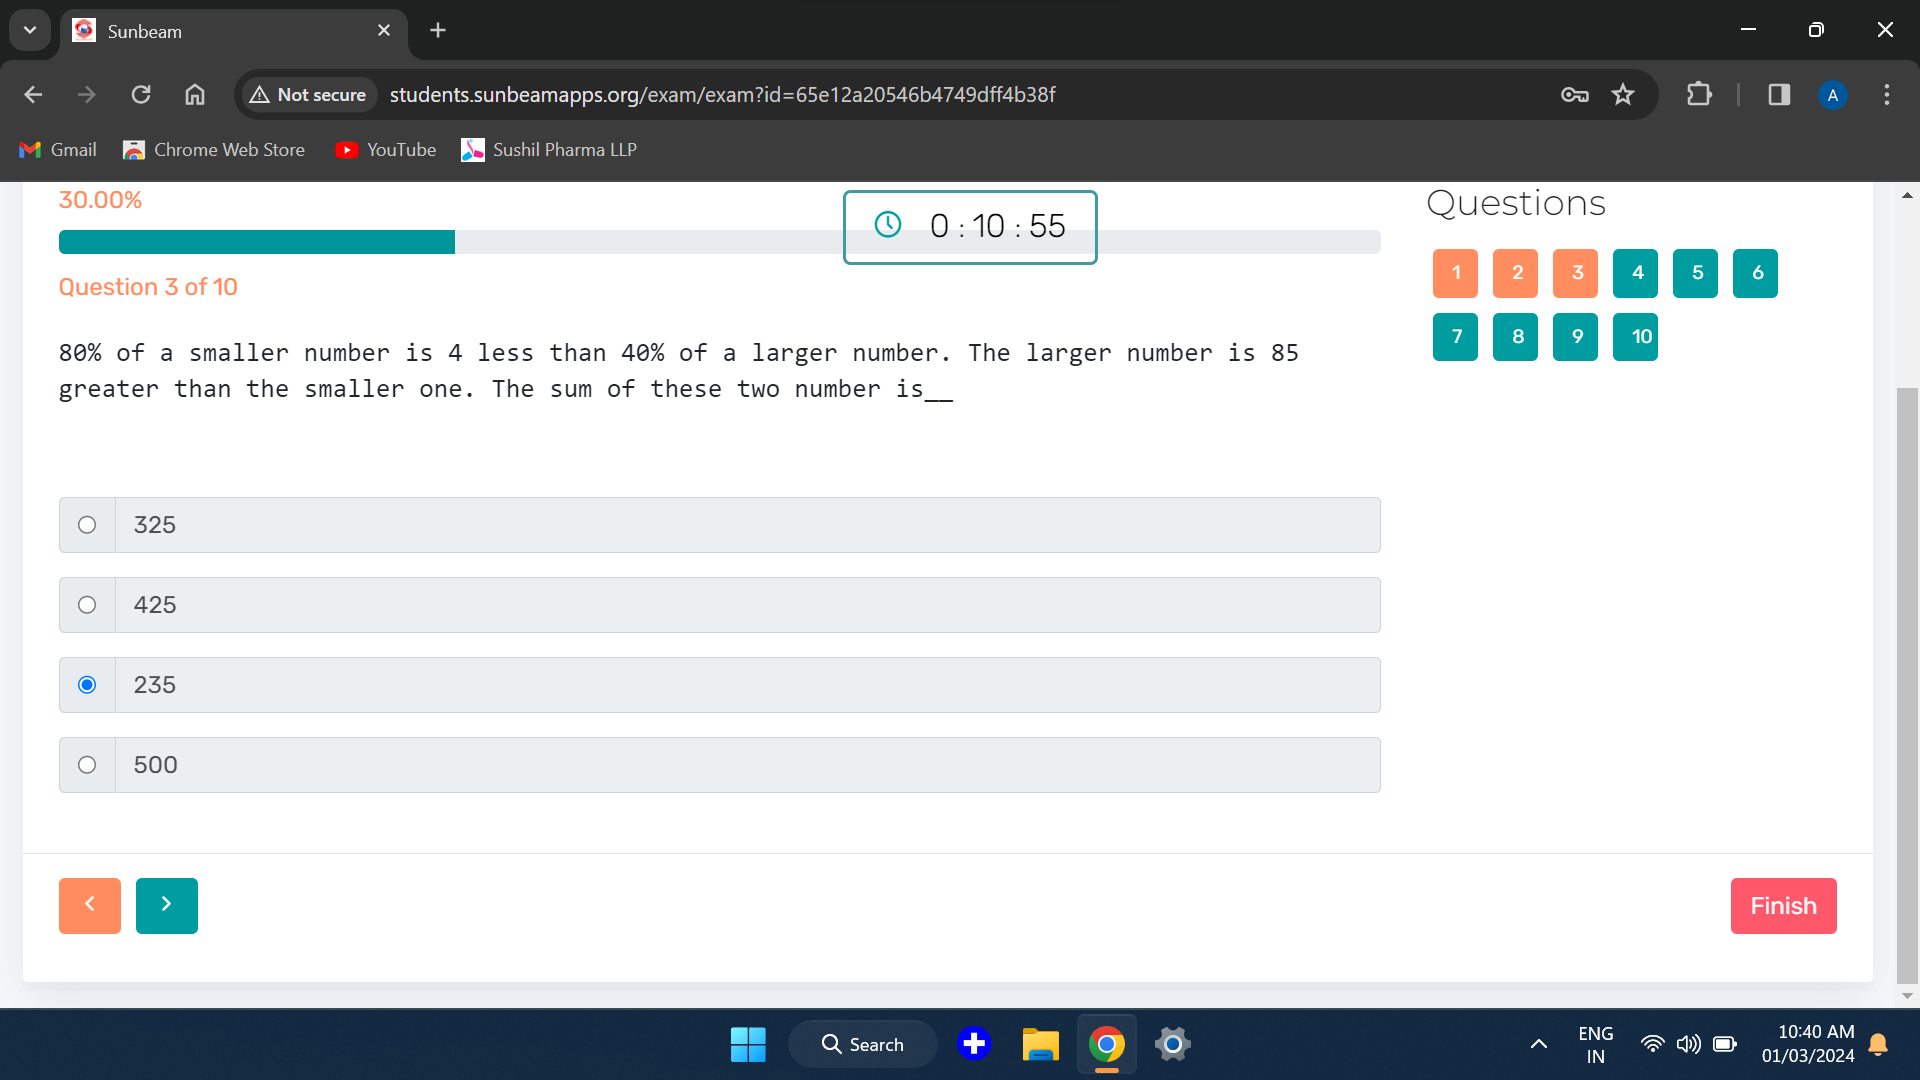 Sunbeam
Not secure
students.sunbeamapps.org/exam/exam?id=65e12a20546b4749dff4b38f
A
Gmail
Chrome Web Store
YouTube
Sushil Pharma LLP
30.00%
0 : 10 : 55
Question 3 of 10
80% of a smaller number is 4 less than 40% of a larger number. The larger number is 85
greater than the smaller one. The sum of these two number is__
325
425
235
500
Questions
1 2 3 4 5 6
7 8 9 10
Finish
Search
ENG
IN
10:40 AM
01/03/2024